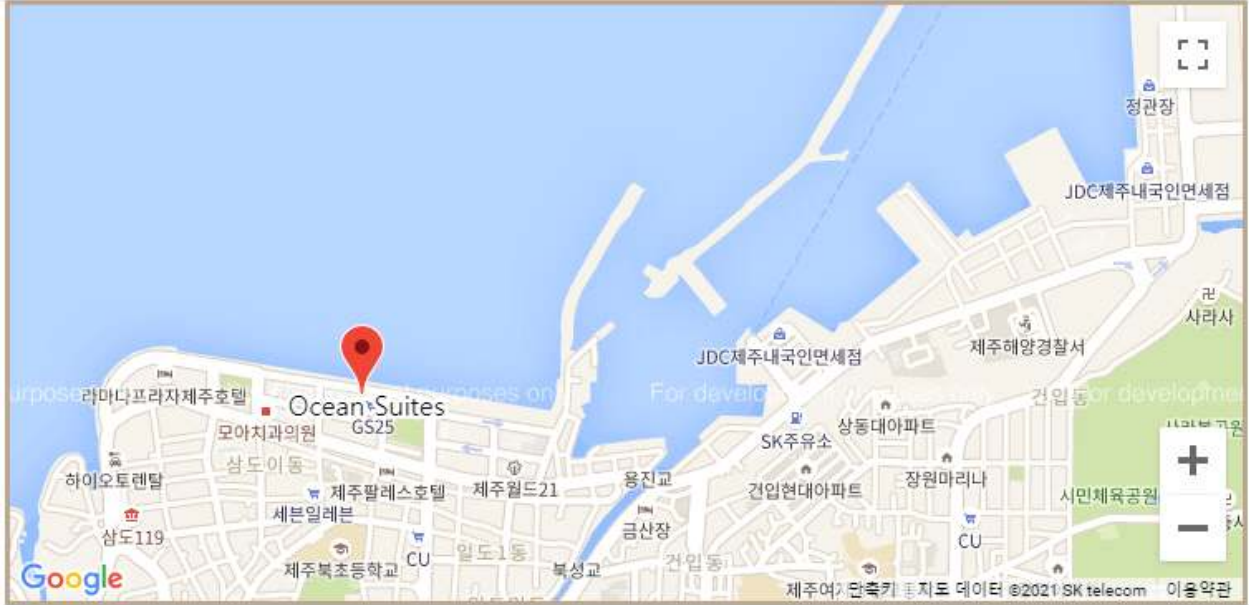 정관장
JDC제주내국인면세점
사라사
제주해양경찰서
JDC제주내국인면세점
라마다프라자제주호텔
For developme
건입동
Ocean Suites
GS25
모아치과의원
SK주유소
상동대아파트
삼도이동
하이오토렌탈
제주팔레스호텔
제주월드21
용진교
건입현대아파트
장원마리나
시민체육공원
세븐일레븐
금산장
삼도119
CU
일도1동
CU
제주북초등학교
북성교
건입동
Google
단축키
지도 데이터 ©2021 SK telecom
이용약관